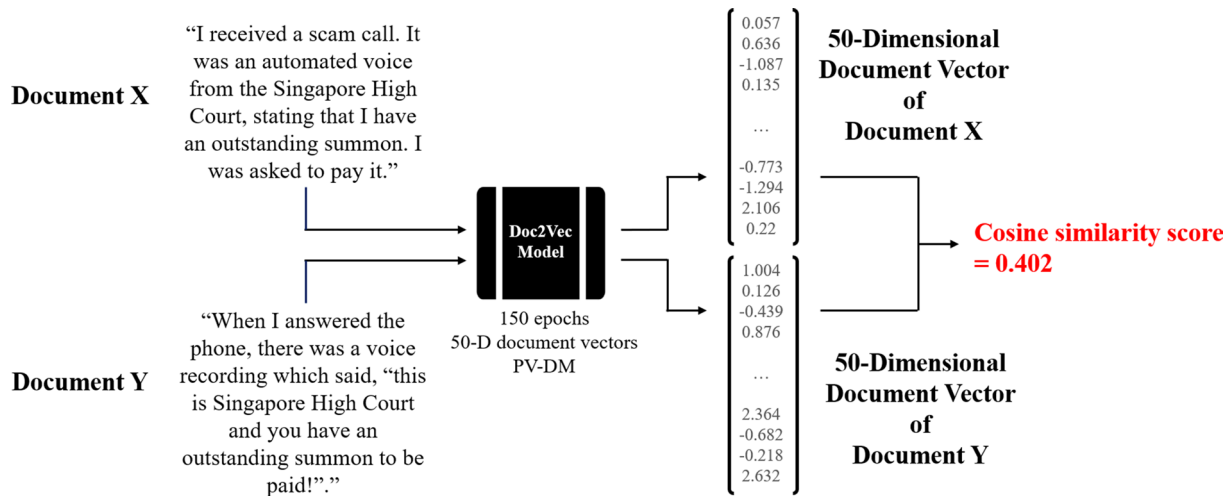 Document X
“I received a scam call. It
was an automated voice
from the Singapore High
Court, stating that I have
an outstanding summon. I
was asked to pay it.”
Document Y
“When I answered the
phone, there was a voice
recording which said, “this
is Singapore High Court
and you have an
outstanding summon to be
paid!”.”
Doc2Vec
Model
150 epochs
50-D document vectors
PV-DM
0.057
0.636
-1.087
0.135
...
-0.773
-1.294
2.106
0.22
50-Dimensional
Document Vector
of
Document X
1.004
0.126
-0.439
0.876
...
2.364
-0.682
-0.218
2.632
50-Dimensional
Document Vector
of
Document Y
Cosine similarity score
= 0.402